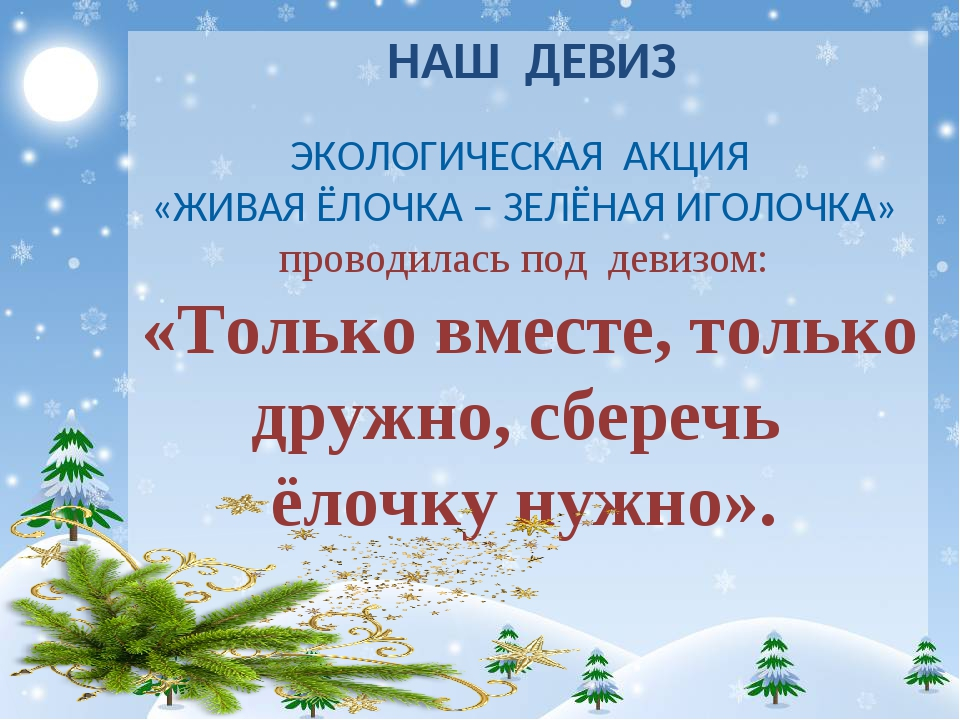 НАШ ДЕВИЗ
ЭКОЛОГИЧЕСКАЯ АКЦИЯ
«ЖИВАЯ ЁЛОЧКА – ЗЕЛЁНАЯ ИГОЛОЧКА»
проводилась под девизом:
«Только вместе, только
дружно, сберечь
ёлочку нужно».